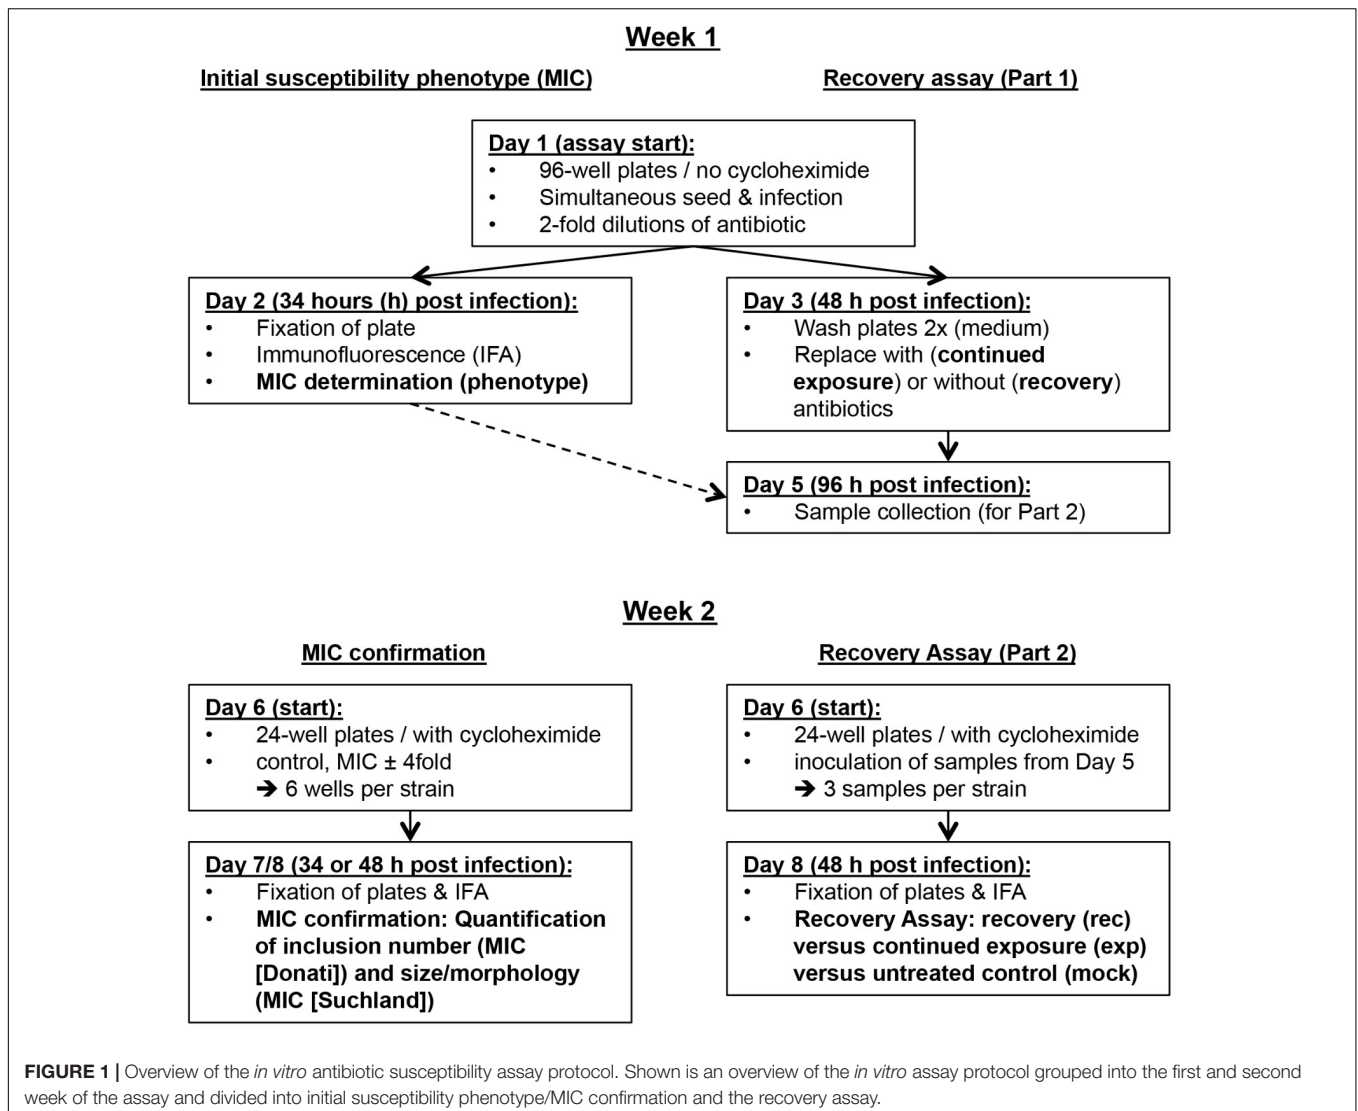 Week 1
Initial susceptibility phenotype (MIC)
Recovery assay (Part 1)
Day 1 (assay start):
• 96-well plates / no cycloheximide
• Simultaneous seed & infection
• 2-fold dilutions of antibiotic
Day 2 (34 hours (h) post infection):
• Fixation of plate
• Immunofluorescence (IFA)
• MIC determination (phenotype)
Day 3 (48 h post infection):
• Wash plates 2x (medium)
• Replace with (continued
exposure) or without (recovery)
antibiotics
Day 5 (96 h post infection):
• Sample collection (for Part 2)
Week 2
MIC confirmation
Recovery Assay (Part 2)
Day 6 (start):
• 24-well plates / with cycloheximide
• control, MIC ± 4fold
➔ 6 wells per strain
Day 6 (start):
• 24-well plates / with cycloheximide
• inoculation of samples from Day 5
➔ 3 samples per strain
Day 7/8 (34 or 48 h post infection):
• Fixation of plates & IFA
• MIC confirmation: Quantification
of inclusion number (MIC
[Donati]) and size/morphology
(MIC [Suchland])
Day 8 (48 h post infection):
• Fixation of plates & IFA
• Recovery Assay: recovery (rec)
versus continued exposure (exp)
versus untreated control (mock)
FIGURE 1 | Overview of the in vitro antibiotic susceptibility assay protocol. Shown is an overview of the in vitro assay protocol grouped into the first and second
week of the assay and divided into initial susceptibility phenotype/MIC confirmation and the recovery assay.